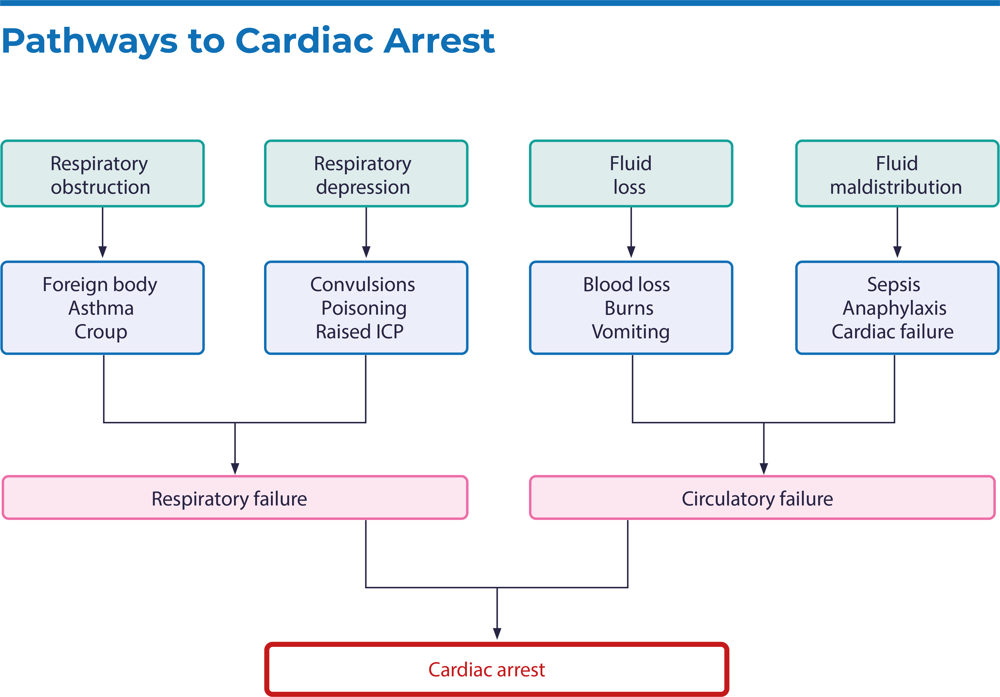 Pathways to Cardiac Arrest
Respiratory
obstruction
Respiratory
depression
Fluid
loss
Fluid
maldistribution
Foreign body
Asthma
Croup
Convulsions
Poisoning
Raised ICP
Blood loss
Burns
Vomiting
Sepsis
Anaphylaxis
Cardiac failure
Respiratory failure
Circulatory failure
Cardiac arrest